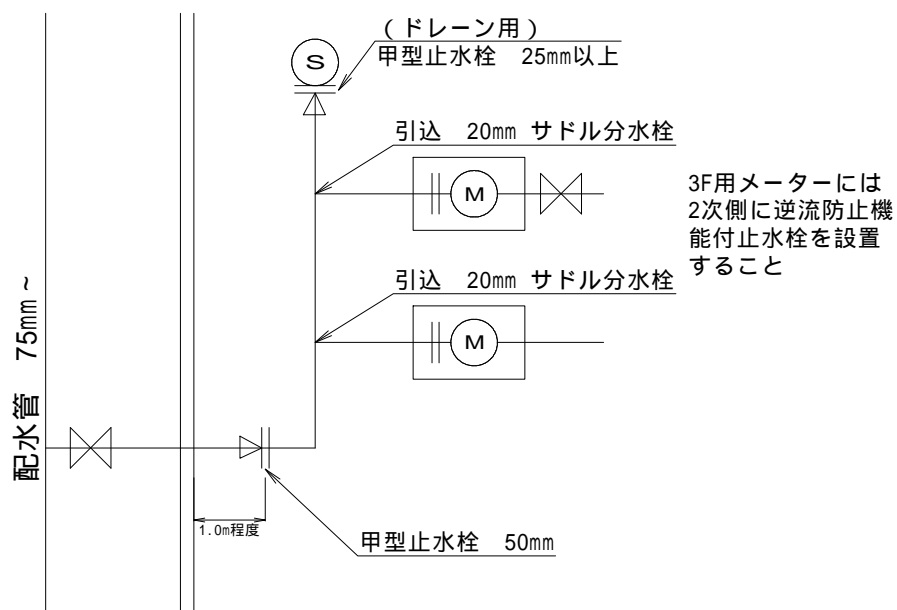 (ドレーン用)
甲型止水栓 25mm以上
S
引込 20mm サドル分水栓
M
3F用メーターには
2次側に逆流防止機
能付止水栓を設置
すること
引込 20mm サドル分水栓
M
配水管 75mm~
1.0m程度
甲型止水栓 50mm